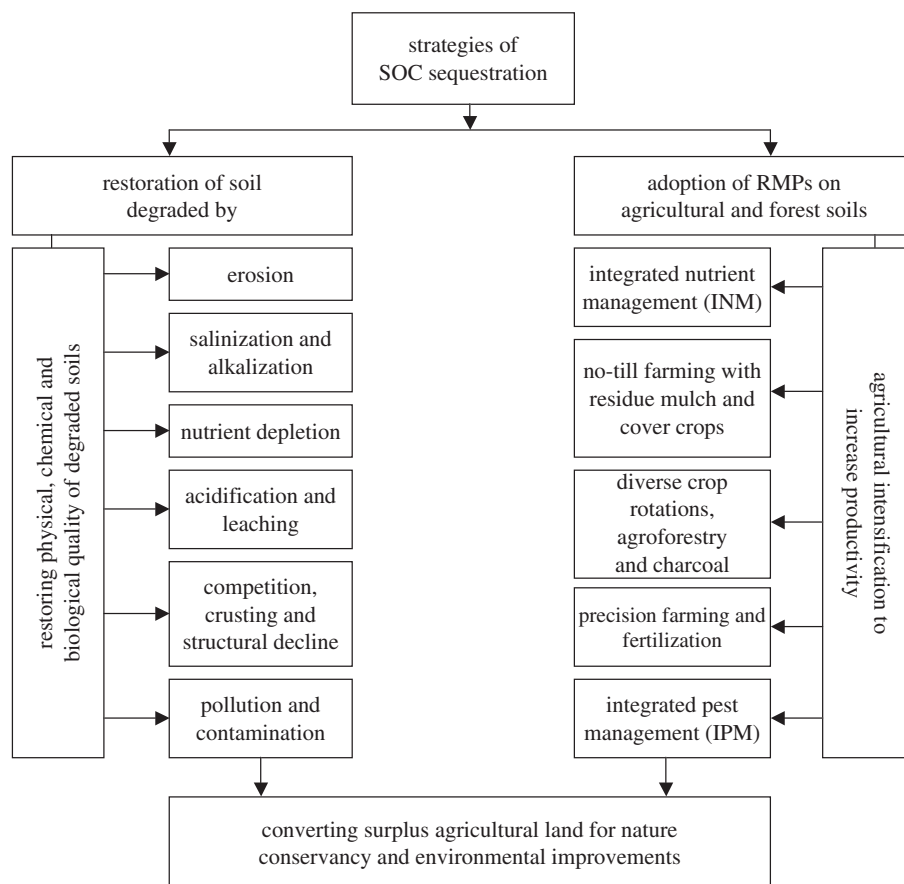 strategies of
SOC sequestration
restoration of soil
degraded by
adoption of RMPs on
agricultural and forest soils
restoring physical, chemical and
biological quality of degraded soils
erosion
salinization and
alkalization
nutrient depletion
acidification and
leaching
competition,
crusting and
structural decline
pollution and
contamination
integrated nutrient
management (INM)
no-till farming with
residue mulch and
cover crops
diverse crop
rotations,
agroforestry
and charcoal
precision farming and
fertilization
integrated pest
management (IPM)
agricultural intensification to
increase productivity
converting surplus agricultural land for nature
conservancy and environmental improvements